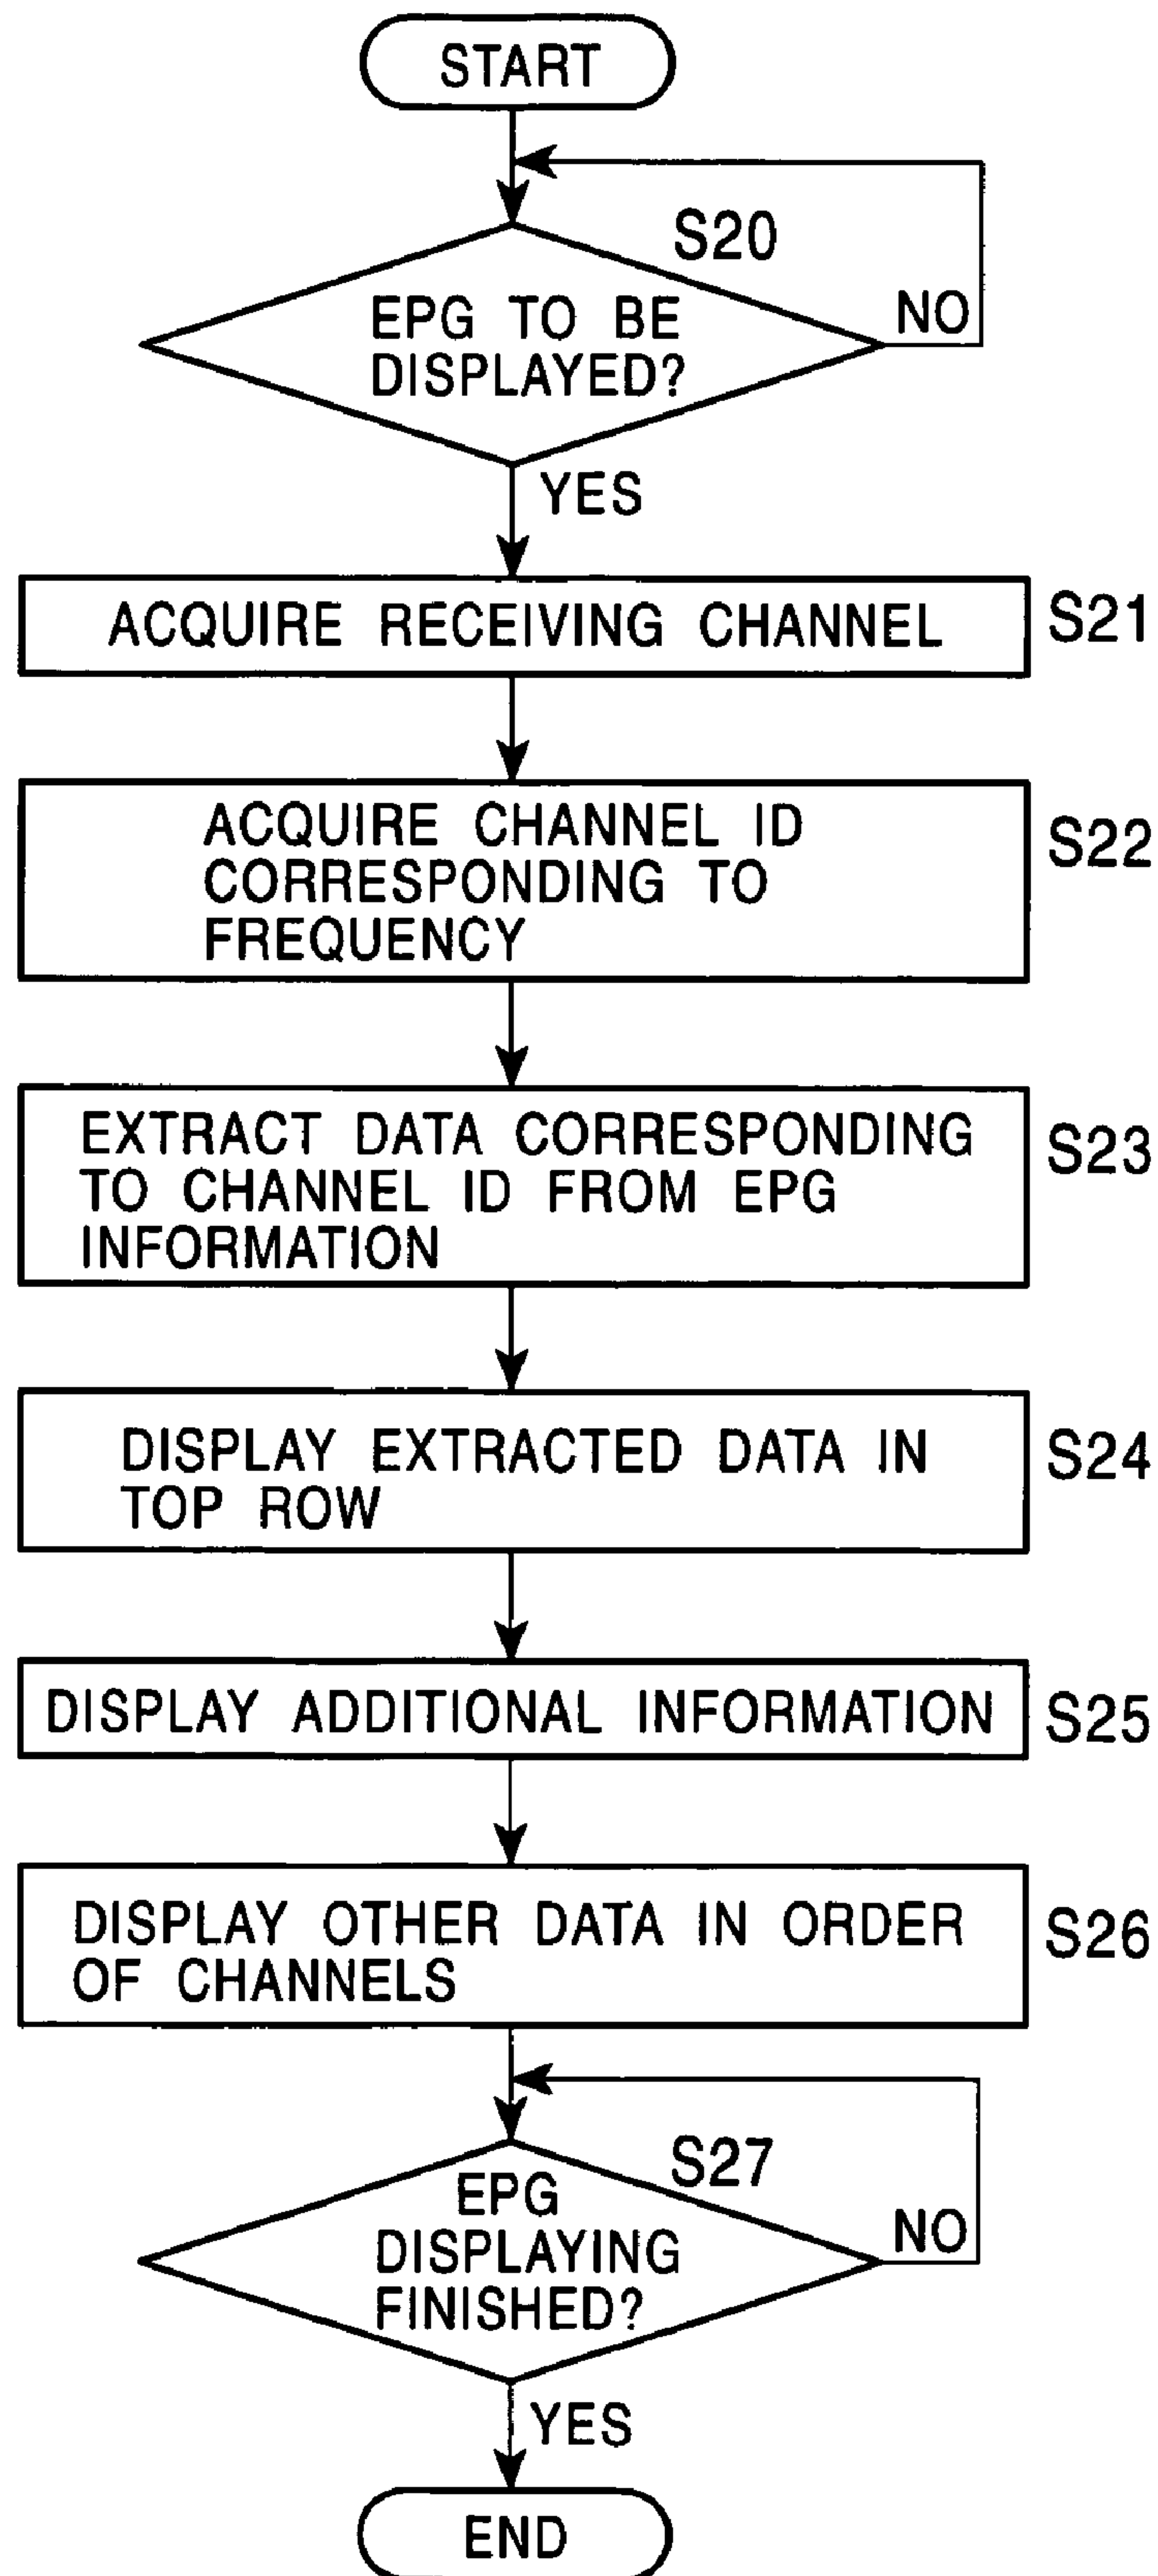 START
S20
EPG TO BE
DISPLAYED?
NO
YES
ACQUIRE RECEIVING CHANNEL
S21
ACQUIRE CHANNEL ID
CORRESPONDING TO
FREQUENCY
S22
EXTRACT DATA CORRESPONDING
TO CHANNEL ID FROM EPG
INFORMATION
S23
DISPLAY EXTRACTED DATA IN
TOP ROW
S24
DISPLAY ADDITIONAL INFORMATION
S25
DISPLAY OTHER DATA IN ORDER
OF CHANNELS
S26
S27
EPG
DISPLAYING
FINISHED?
NO
YES
END